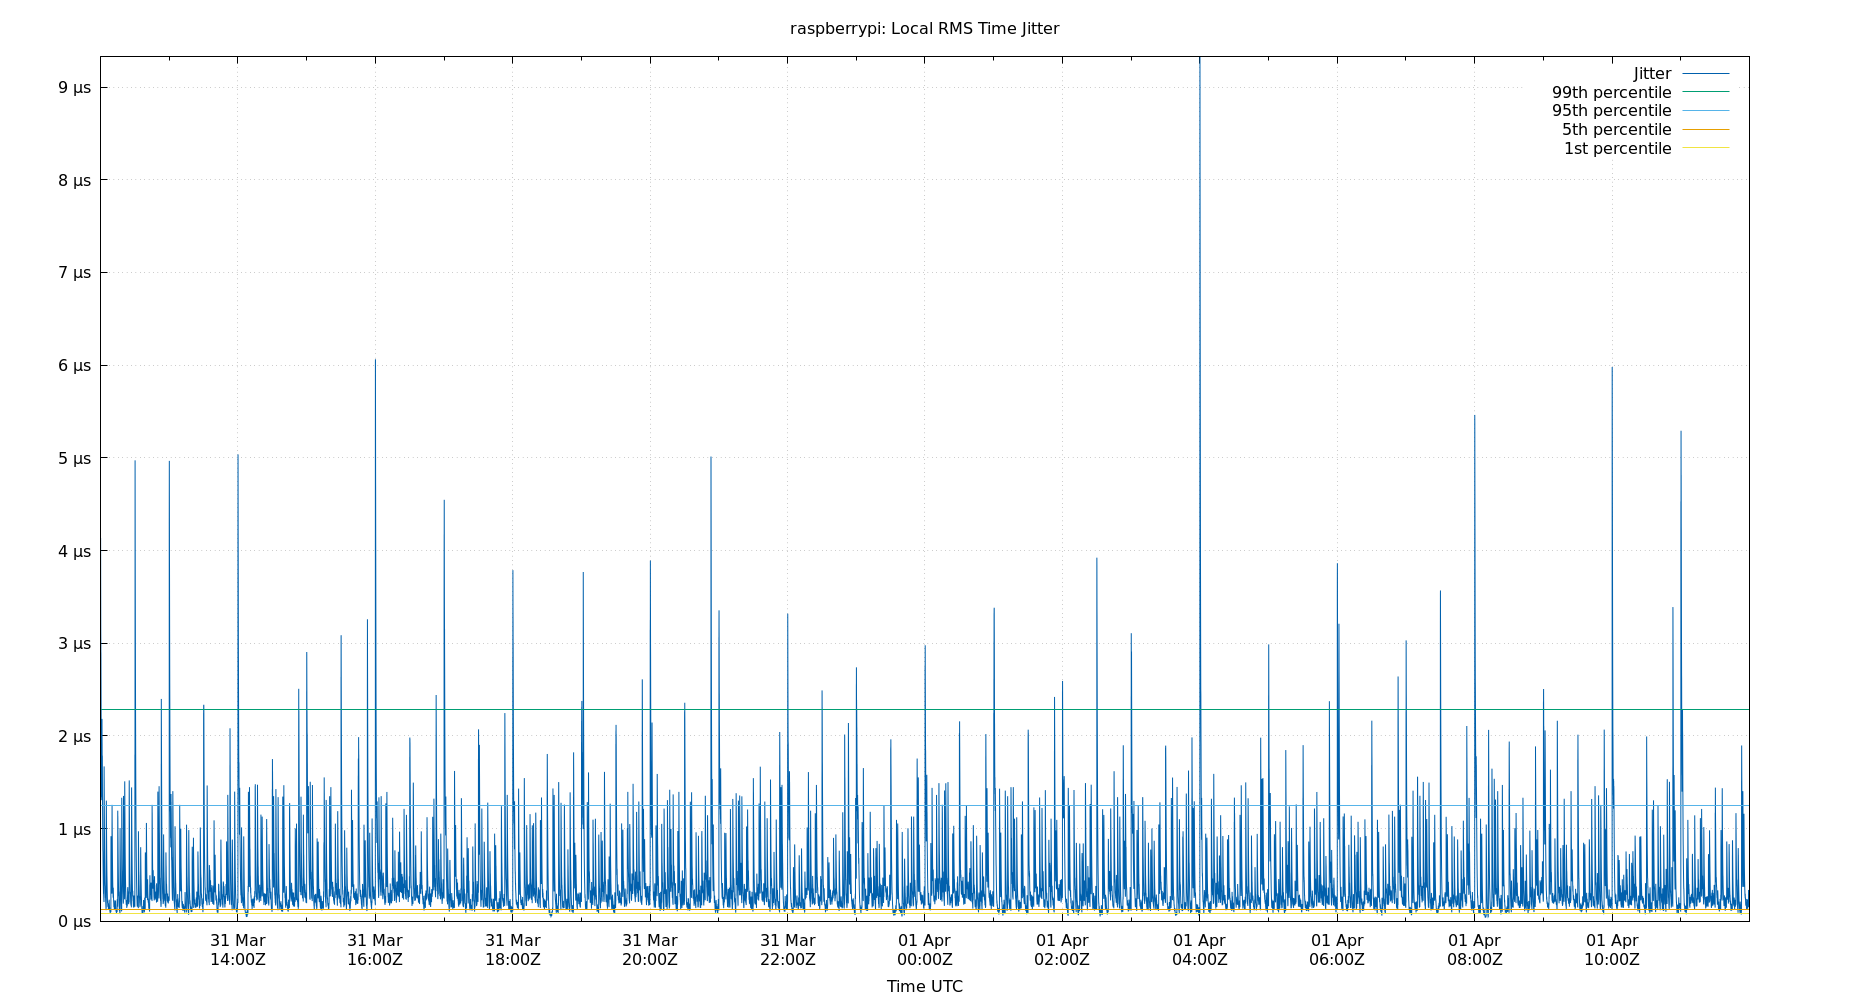 raspberrypi: Local RMS Time Jitter
Jitter
99th percentile
95th percentile
5th percentile
1st percentile
9 µs
8 µs
7 µs
6 µs
5 µs
4 µs
3 µs
2 µs
1 µs
0 µs
31 Mar 31 Mar 31 Mar 31 Mar 31 Mar 01 Apr 01 Apr 01 Apr 01 Apr 01 Apr 01 Apr
14:00Z 16:00Z 18:00Z 20:00Z 22:00Z 00:00Z 02:00Z 04:00Z 06:00Z 08:00Z 10:00Z
Time UTC